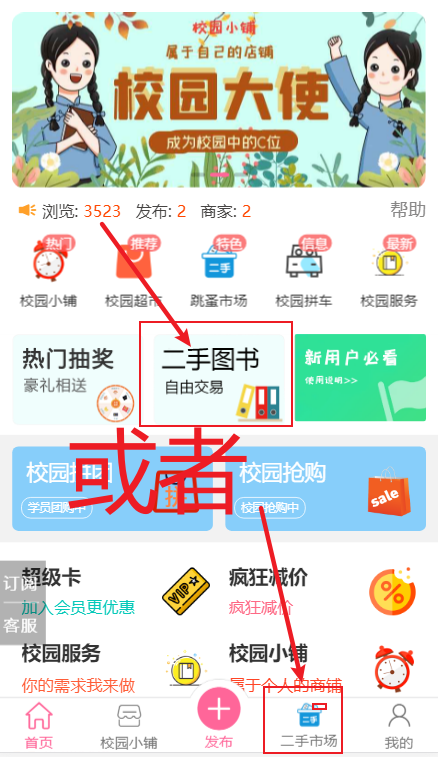 校园小铺
属于自己的店铺
校园大使
成为校园中的C位
浏览: 3523 发布: 2 商家: 2 帮助
热门 推荐 特色 信息 最新
二手
校园小铺 校园超市 跳蚤市场 校园拼车 校园服务
热门抽奖
豪礼相送
二手图书
自由交易
新用户必看
使用说明>>
或者
校园拼团
学员团购中
拼
校园抢购
校园抢购中
sale
超级卡
加入会员更优惠
VIP
疯狂减价
疯狂减价
%
订阅
客服
校园服务
你的需求我来做
校园小铺
属于个人的商铺
二手
首页 校园小铺 发布 二手市场 我的